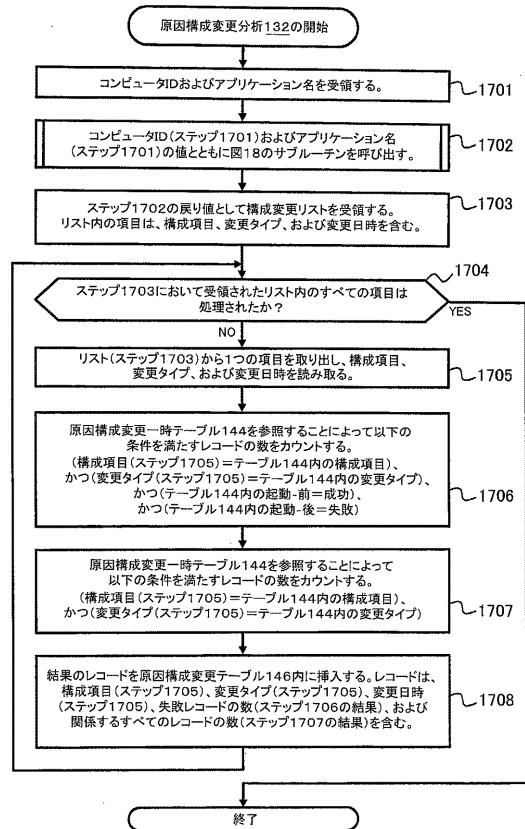 原因構成変更分析132の開始
コンピュータIDおよびアプリケーション名を受領する。
1701
コンピュータID(ステップ1701)およびアプリケーション名
(ステップ1701)の値とともに図18のサブルーチンを呼び出す。
1702
ステップ1702の戻り値として構成変更リストを受領する。
リスト内の項目は、構成項目、変更タイプ、および変更日時を含む。
1703
1704
ステップ1703において受領されたリスト内のすべての項目は
処理されたか?
YES
NO
リスト(ステップ1703)から1つの項目を取り出し、構成項目、
変更タイプ、および変更日時を読み取る。
1705
原因構成変更一時テーブル144を参照することによって以下の
条件を満たすレコードの数をカウントする。
(構成項目(ステップ1705)=テーブル144内の構成項目)、
かつ(変更タイプ(ステップ1705)=テーブル144内の変更タイプ)、
かつ(テーブル144内の起動-前=成功)、
かつ(テーブル144内の起動-後=失敗)
1706
原因構成変更一時テーブル144を参照することによって
以下の条件を満たすレコードの数をカウントする。
(構成項目(ステップ1705)=テーブル144内の構成項目)、
かつ(変更タイプ(ステップ1705)=テーブル144内の変更タイプ)
1707
結果のレコードを原因構成変更テーブル146内に挿入する。レコードは、
構成項目(ステップ1705)、変更タイプ(ステップ1705)、変更日時
(ステップ1705)、失敗レコードの数(ステップ1706の結果)、および
関係するすべてのレコードの数(ステップ1707の結果)を含む。
1708
終了